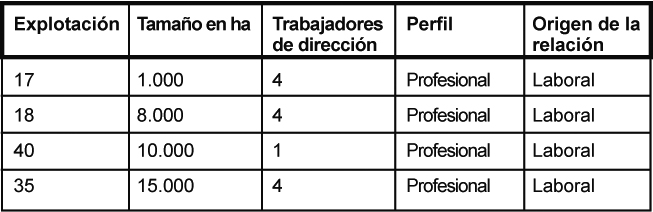 Explotación Tamaño en ha Trabajadores de dirección Perfil Origen de la relación
17 1.000 4 Profesional Laboral
18 8.000 4 Profesional Laboral
40 10.000 1 Profesional Laboral
35 15.000 4 Profesional Laboral